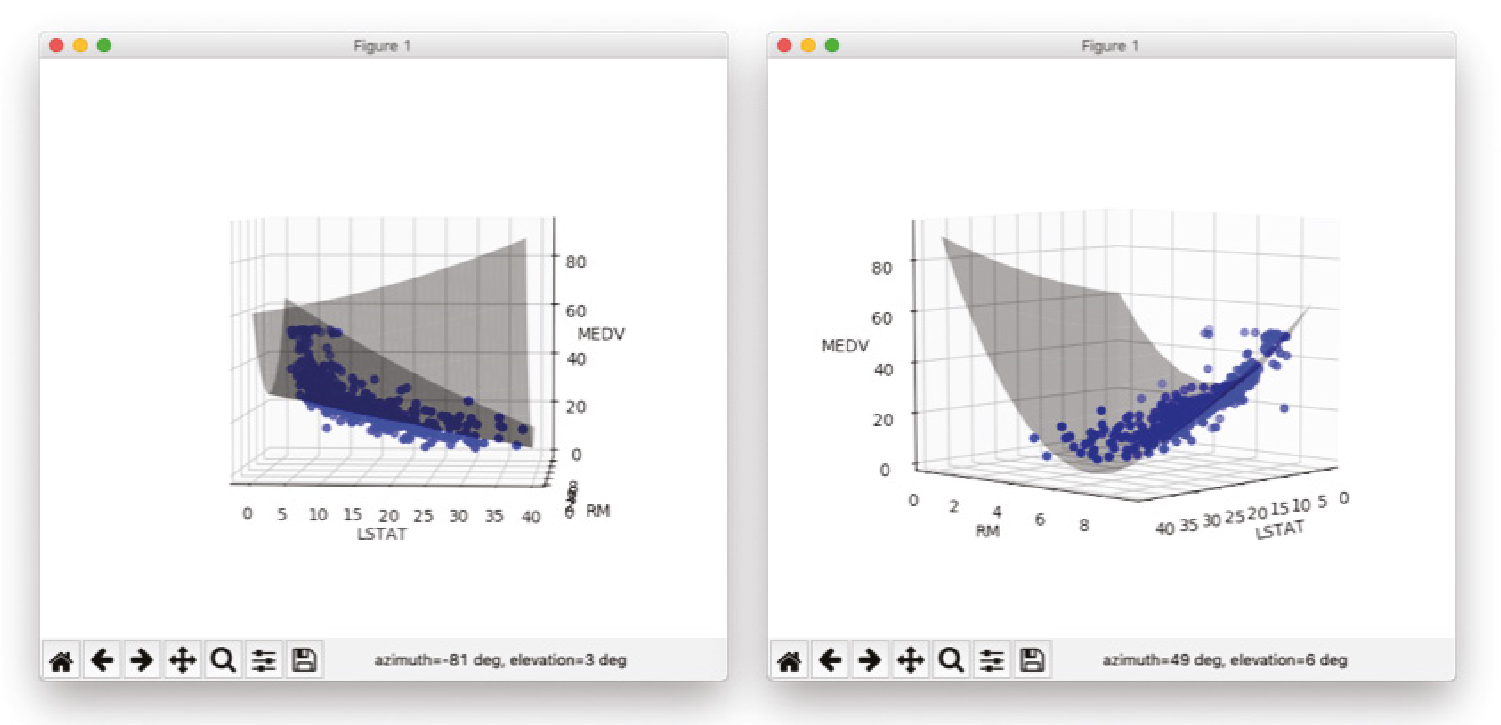 Figure 1
80
60
MEDV
40
20
0
8
0 RM
0 5 10 15 20 25 30 35 40
LSTAT
azimuth=-81 deg, elevation=3 deg
Figure 1
80
60
MEDV
40
20
0
0 2 4 6 8
RM
40 35 30 25 20 15 10 5 0
LSTAT
azimuth=49 deg, elevation=6 deg